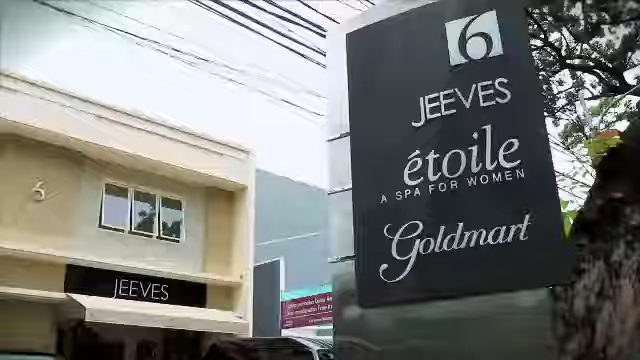 6
JEEVES
étoile
A SPA FOR WOMEN
Goldmart
6
JEEVES